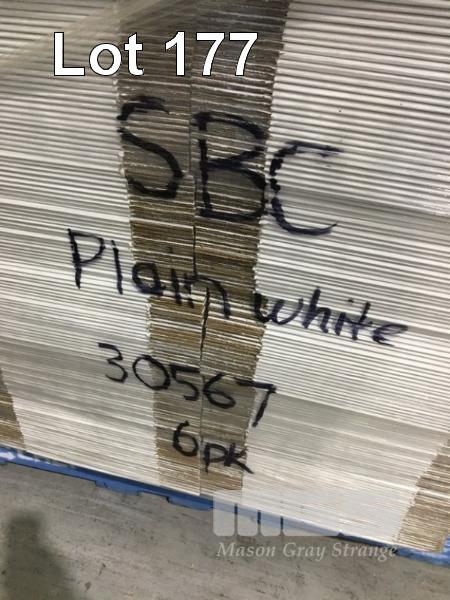 Lot 177
SBC
Plain white
30567
6pk
Mason Gray Strange